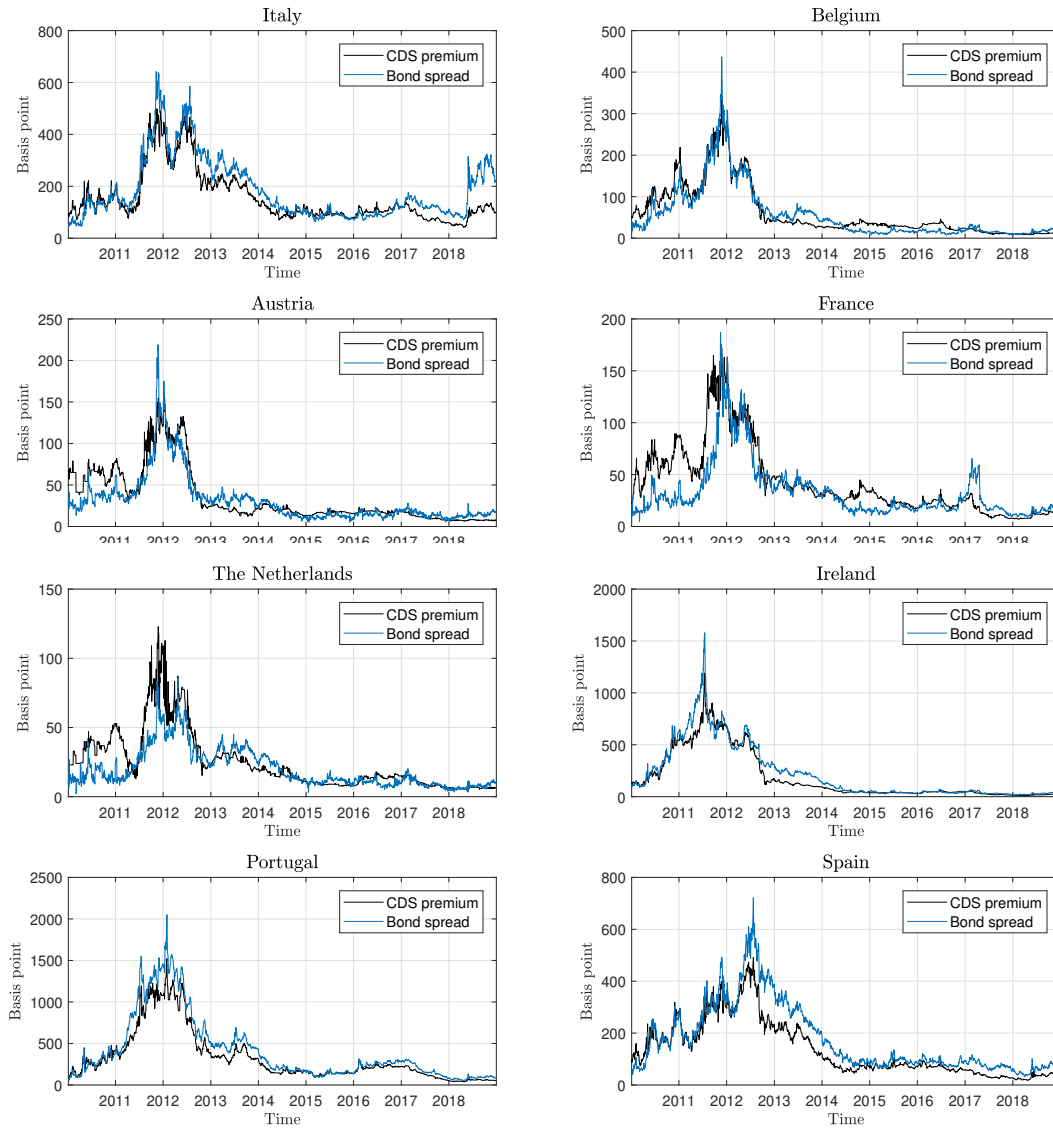 Italy
800
600
400
200
0
Basis point
CDS premium
Bond spread
2011 2012 2013 2014 2015 2016 2017 2018
Time
Belgium
500
400
300
200
100
0
Basis point
CDS premium
Bond spread
2011 2012 2013 2014 2015 2016 2017 2018
Time
Austria
250
200
150
100
50
0
Basis point
CDS premium
Bond spread
2011 2012 2013 2014 2015 2016 2017 2018
France
200
150
100
50
0
Basis point
CDS premium
Bond spread
2011 2012 2013 2014 2015 2016 2017 2018
The Netherlands
150
100
50
0
Basis point
CDS premium
Bond spread
2011 2012 2013 2014 2015 2016 2017 2018
Time
Ireland
2000
1500
1000
500
0
Basis point
CDS premium
Bond spread
2011 2012 2013 2014 2015 2016 2017 2018
Time
Portugal
2500
2000
1500
1000
500
0
Basis point
CDS premium
Bond spread
2011 2012 2013 2014 2015 2016 2017 2018
Time
Spain
800
600
400
200
0
Basis point
CDS premium
Bond spread
2011 2012 2013 2014 2015 2016 2017 2018
Time